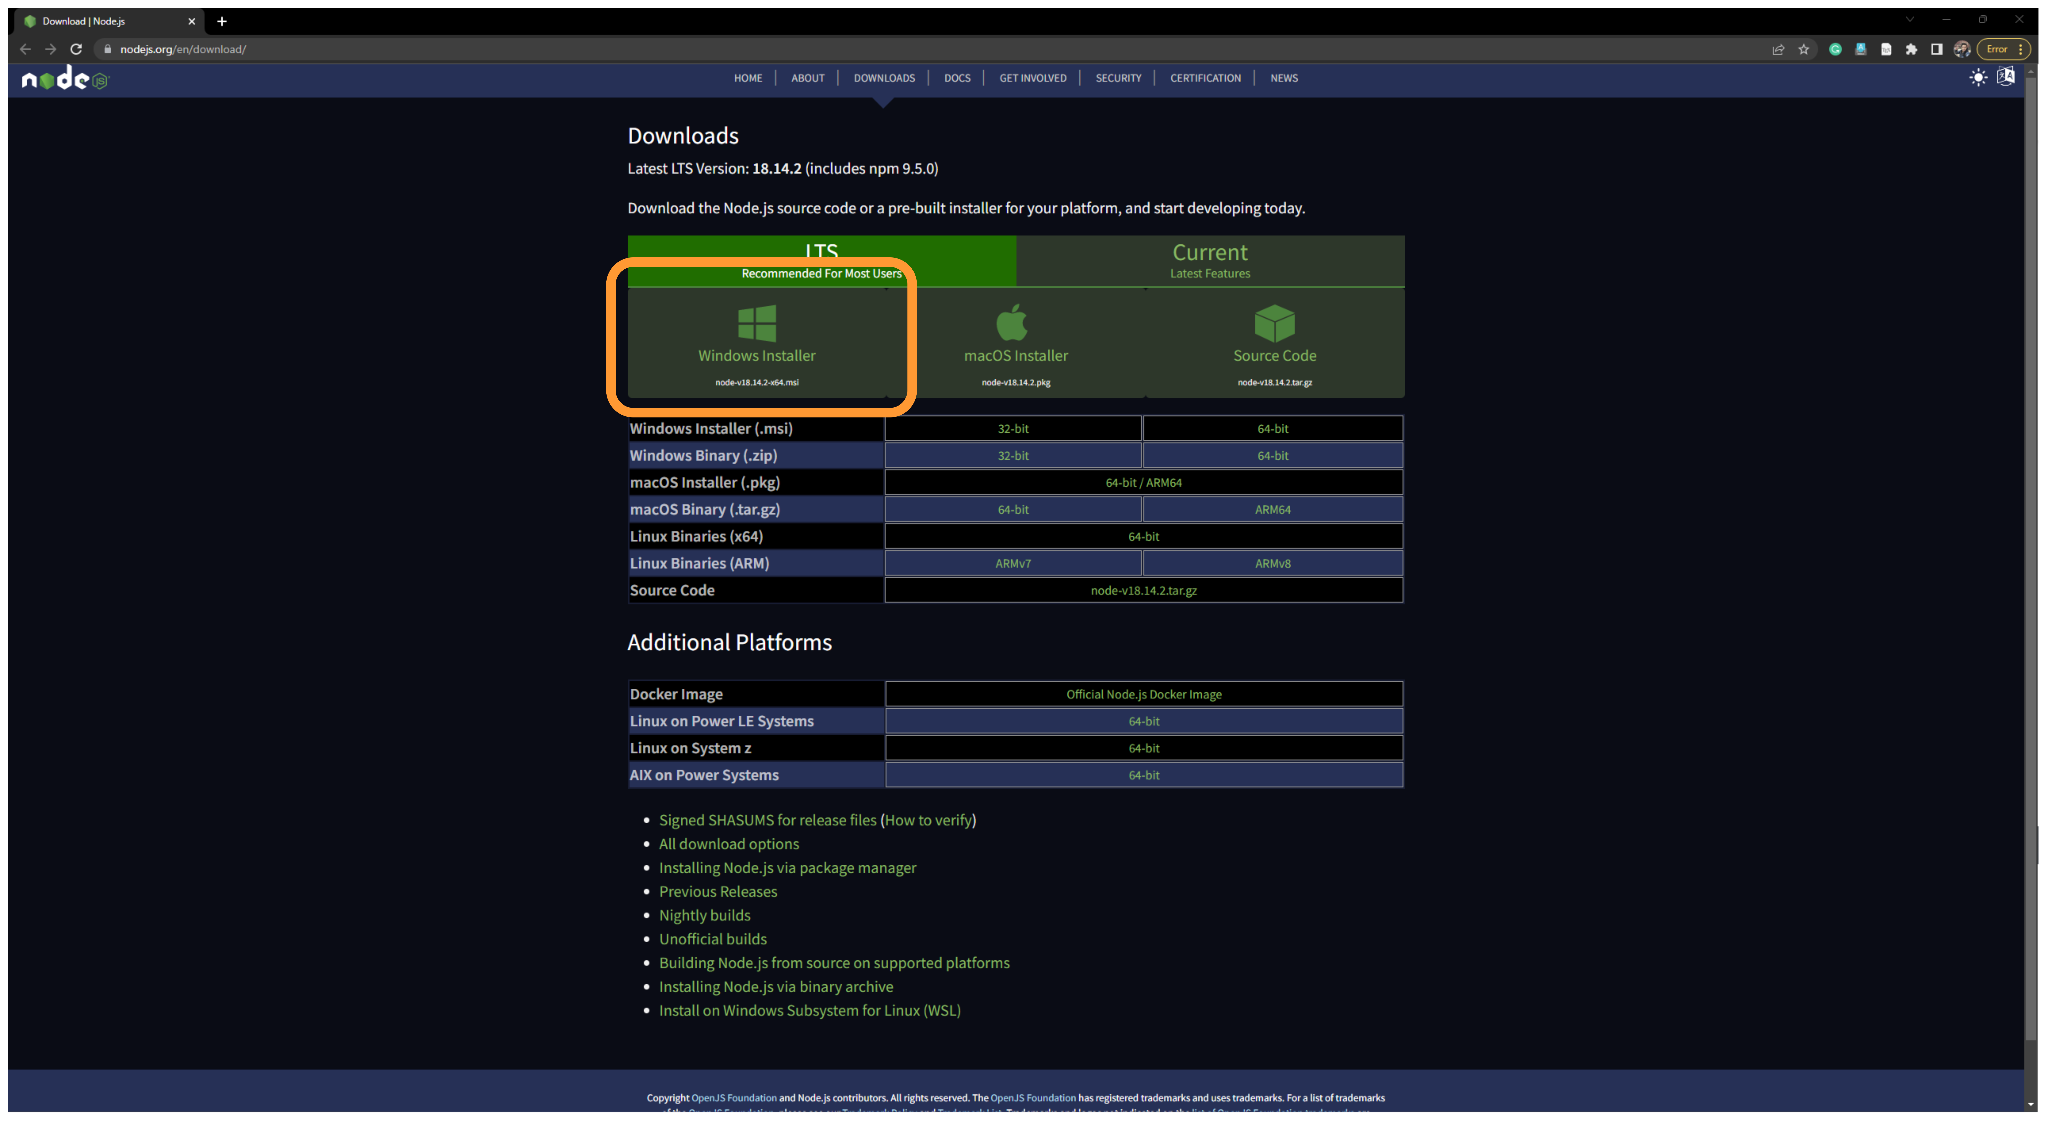 Download | Node.js
nodejs.org/en/download/
Error
node JS
HOME | ABOUT | DOWNLOADS | DOCS | GET INVOLVED | SECURITY | CERTIFICATION | NEWS
Downloads
Latest LTS Version: 18.14.2 (includes npm 9.5.0)
Download the Node.js source code or a pre-built installer for your platform, and start developing today.
LTS
Recommended For Most Users
Current
Latest Features
Windows Installer
node-v18.14.2-x64.msi
macOS Installer
node-v18.14.2.pkg
Source Code
node-v18.14.2.tar.gz
Windows Installer (.msi) 32-bit 64-bit
Windows Binary (.zip) 32-bit 64-bit
macOS Installer (.pkg) 64-bit / ARM64
macOS Binary (.tar.gz) 64-bit ARM64
Linux Binaries (x64) 64-bit
Linux Binaries (ARM) ARMv7 ARMv8
Source Code node-v18.14.2.tar.gz
Additional Platforms
Docker Image Official Node.js Docker Image
Linux on Power LE Systems 64-bit
Linux on System z 64-bit
AIX on Power Systems 64-bit
• Signed SHASUMS for release files (How to verify)
• All download options
• Installing Node.js via package manager
• Previous Releases
• Nightly builds
• Unofficial builds
• Building Node.js from source on supported platforms
• Installing Node.js via binary archive
• Install on Windows Subsystem for Linux (WSL)
Copyright OpenJS Foundation and Node.js contributors. All rights reserved. The OpenJS Foundation has registered trademarks and uses trademarks. For a list of trademarks